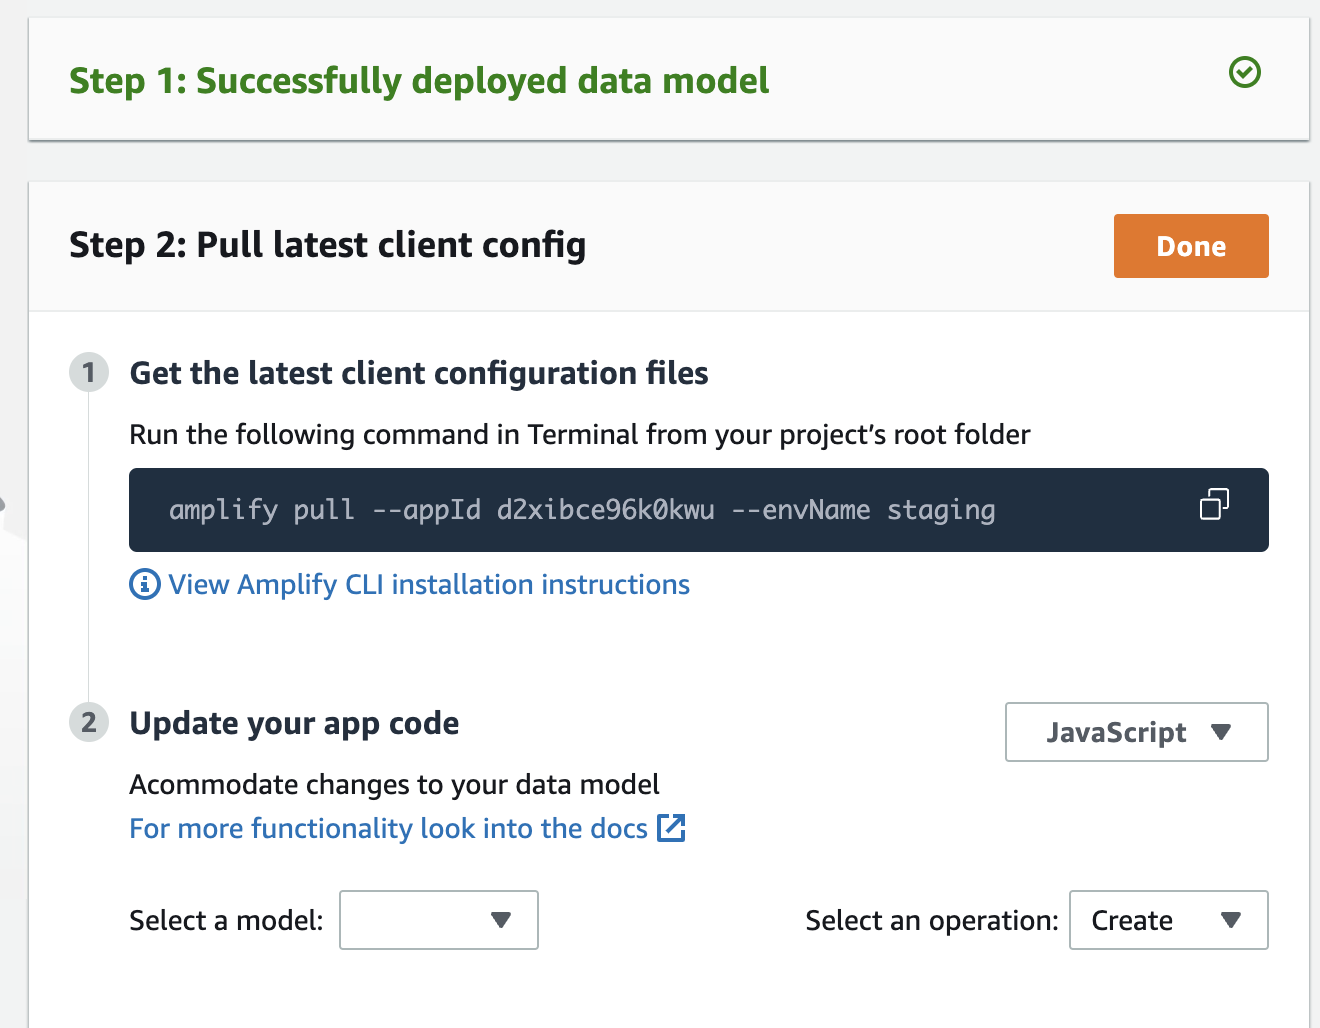 Step 1: Successfully deployed data model
Step 2: Pull latest client config
Done
1
Get the latest client configuration files
Run the following command in Terminal from your project's root folder
amplify pull --appId d2xibce96k0kwu --envName staging
View Amplify CLI installation instructions
2
Update your app code
JavaScript
Acommodate changes to your data model
For more functionality look into the docs
Select a model:
Select an operation:
Create